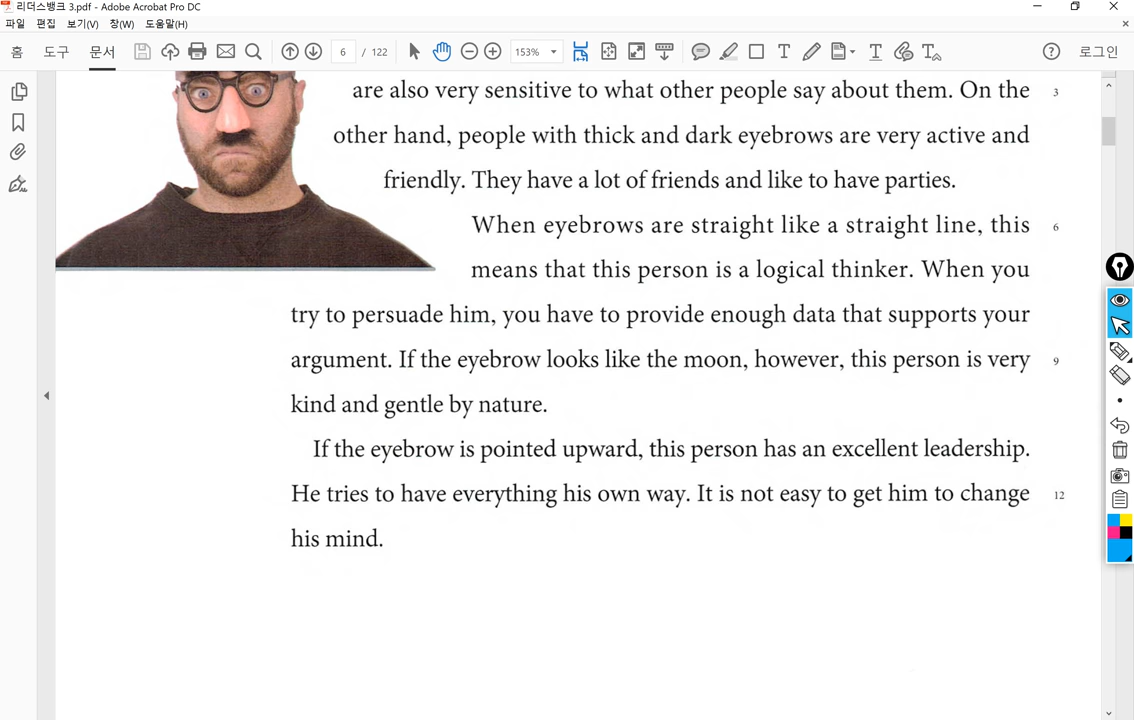 리더스뱅크 3.pdf - Adobe Acrobat Pro DC
파일 편집 보기(V) 창(W) 도움말(H)
홈 도구 문서 6 / 122 153% 로그인
are also very sensitive to what other people say about them. On the 3
other hand, people with thick and dark eyebrows are very active and
friendly. They have a lot of friends and like to have parties.
When eyebrows are straight like a straight line, this 6
means that this person is a logical thinker. When you
try to persuade him, you have to provide enough data that supports your
argument. If the eyebrow looks like the moon, however, this person is very 9
kind and gentle by nature.
If the eyebrow is pointed upward, this person has an excellent leadership.
He tries to have everything his own way. It is not easy to get him to change 12
his mind.